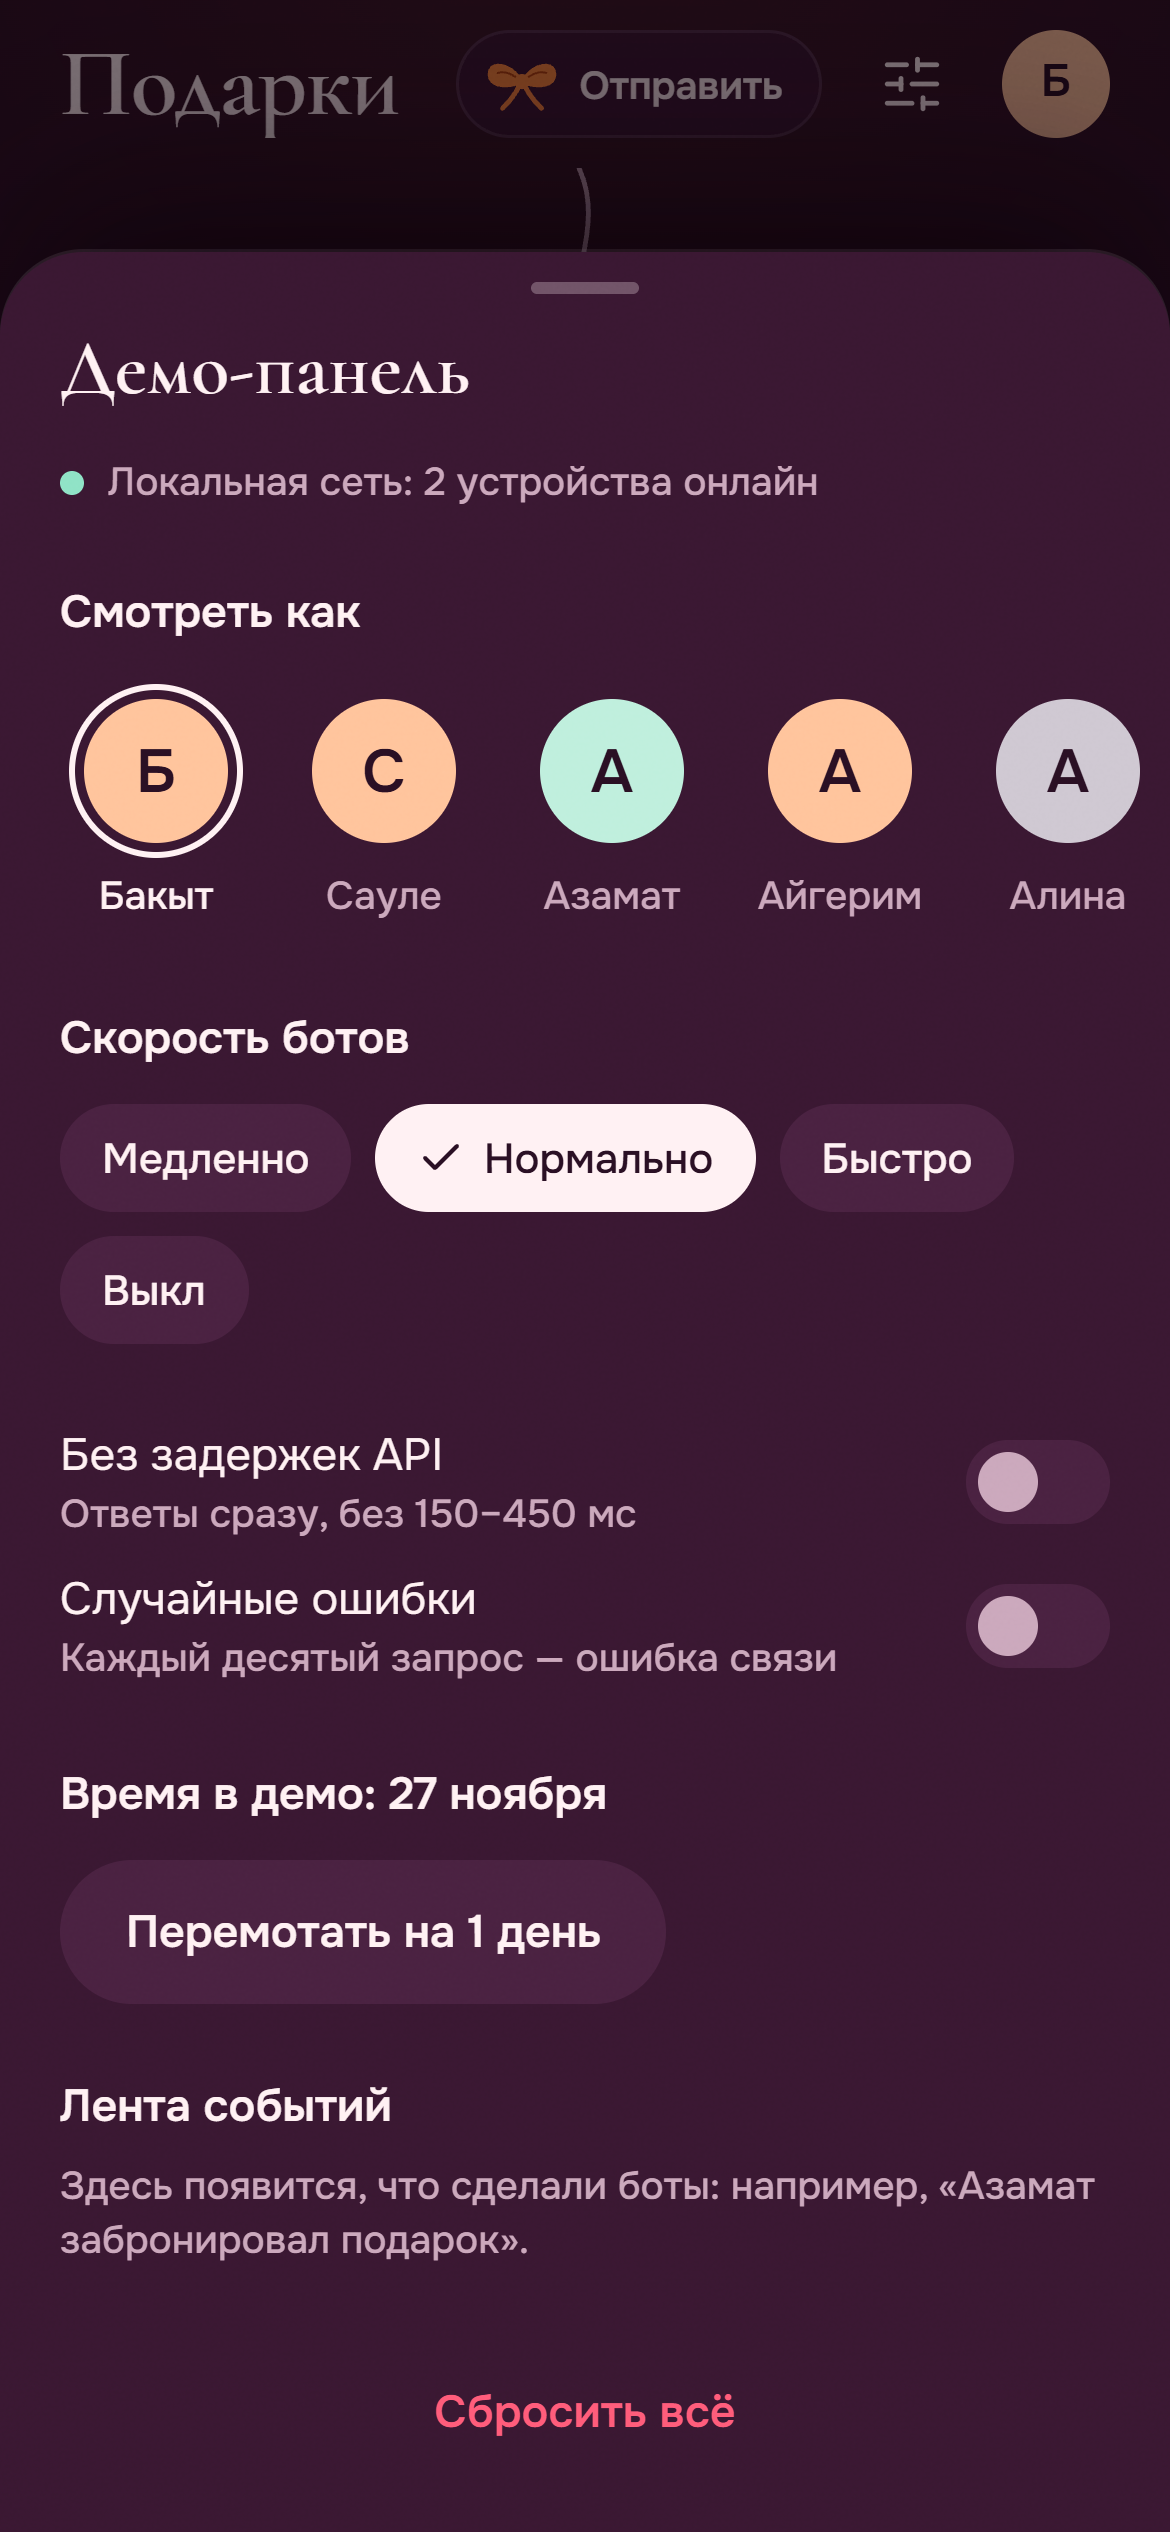 Подарки
Отправить
Б
Демо-панель
Локальная сеть: 2 устройства онлайн
Смотреть как
Б
С
А
А
А
Бакыт
Сауле
Азамат
Айгерим
Алина
Скорость ботов
Медленно
Нормально
Быстро
Выкл
Без задержек API
Ответы сразу, без 150–450 мс
Случайные ошибки
Каждый десятый запрос — ошибка связи
Время в демо: 27 ноября
Перемотать на 1 день
Лента событий
Здесь появится, что сделали боты: например, «Азамат
забронировал подарок».
Сбросить всё